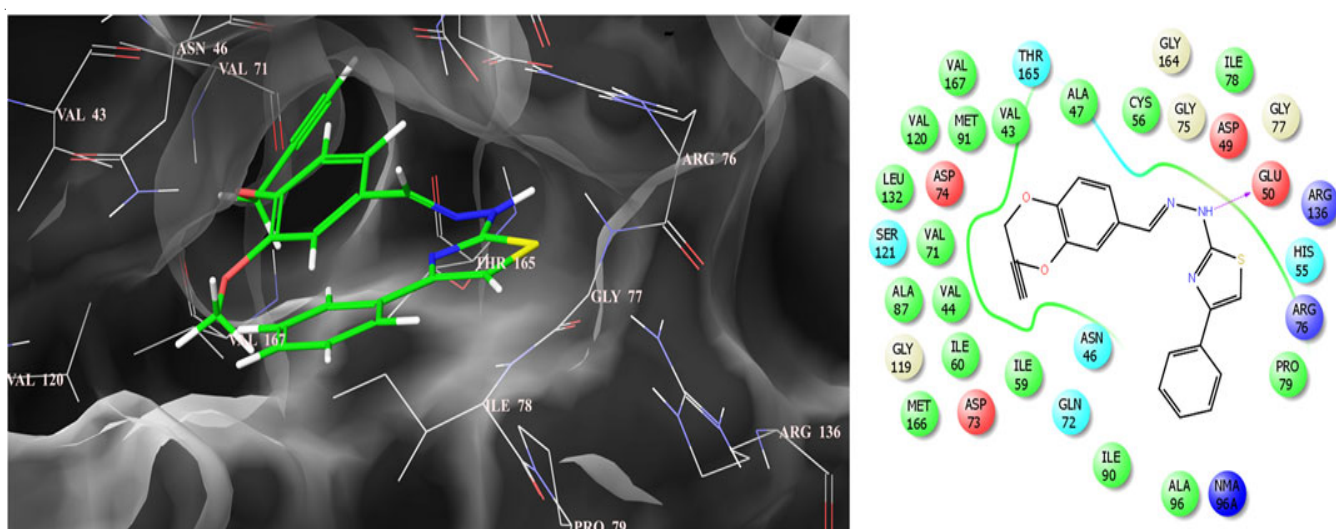 ASN 46
VAL 71
VAL 43
ARG 76
THR 165
GLY 77
VAL 167
VAL 120
ILE 78
ARG 136
PRO 79
GLY
164
THR
165
VAL
167
ILE
78
ALA
47
CYS
56
GLY
75
GLY
77
VAL
120
MET
91
VAL
43
ASP
49
LEU
132
ASP
74
GLU
50
ARG
136
N
NH
O
O
SER
121
VAL
71
HIS
55
S
N
ALA
87
VAL
44
ARG
76
GLY
119
ILE
60
ILE
59
ASN
46
PRO
79
MET
166
ASP
73
GLN
72
ILE
90
ALA
96
NMA
96A